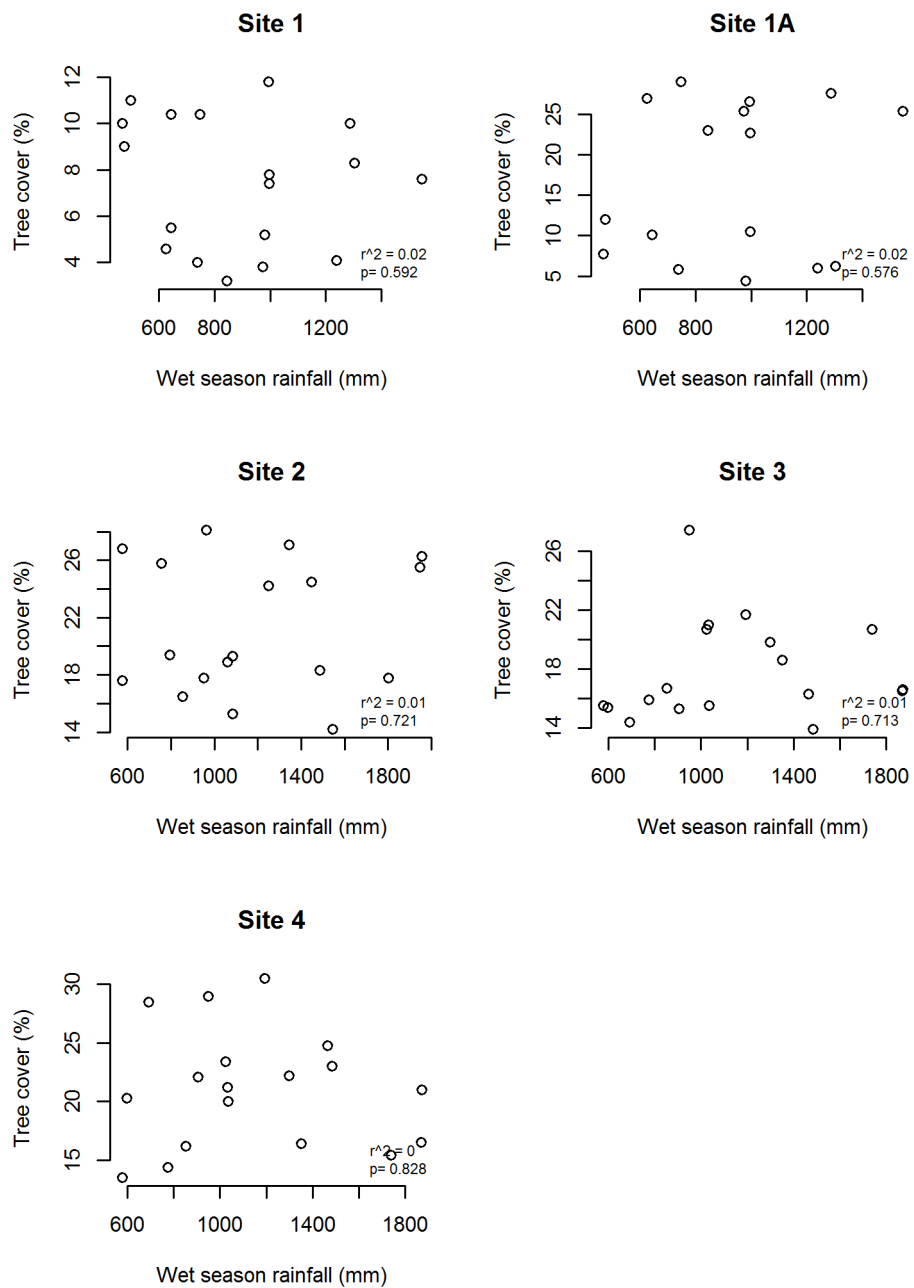 Site 1
Tree cover (%)
12
10
8
6
4
r^2 = 0.02
p= 0.592
600 800 1000 1200
Wet season rainfall (mm)
Site 1A
Tree cover (%)
25
20
15
10
5
r^2 = 0.02
p= 0.576
600 800 1200
Wet season rainfall (mm)
Site 2
Tree cover (%)
26
22
18
14
r^2 = 0.01
p= 0.721
600 1000 1400 1800
Wet season rainfall (mm)
Site 3
Tree cover (%)
26
22
18
14
r^2 = 0.01
p= 0.713
600 1000 1400 1800
Wet season rainfall (mm)
Site 4
Tree cover (%)
30
25
20
15
r^2 = 0
p= 0.828
600 1000 1400 1800
Wet season rainfall (mm)